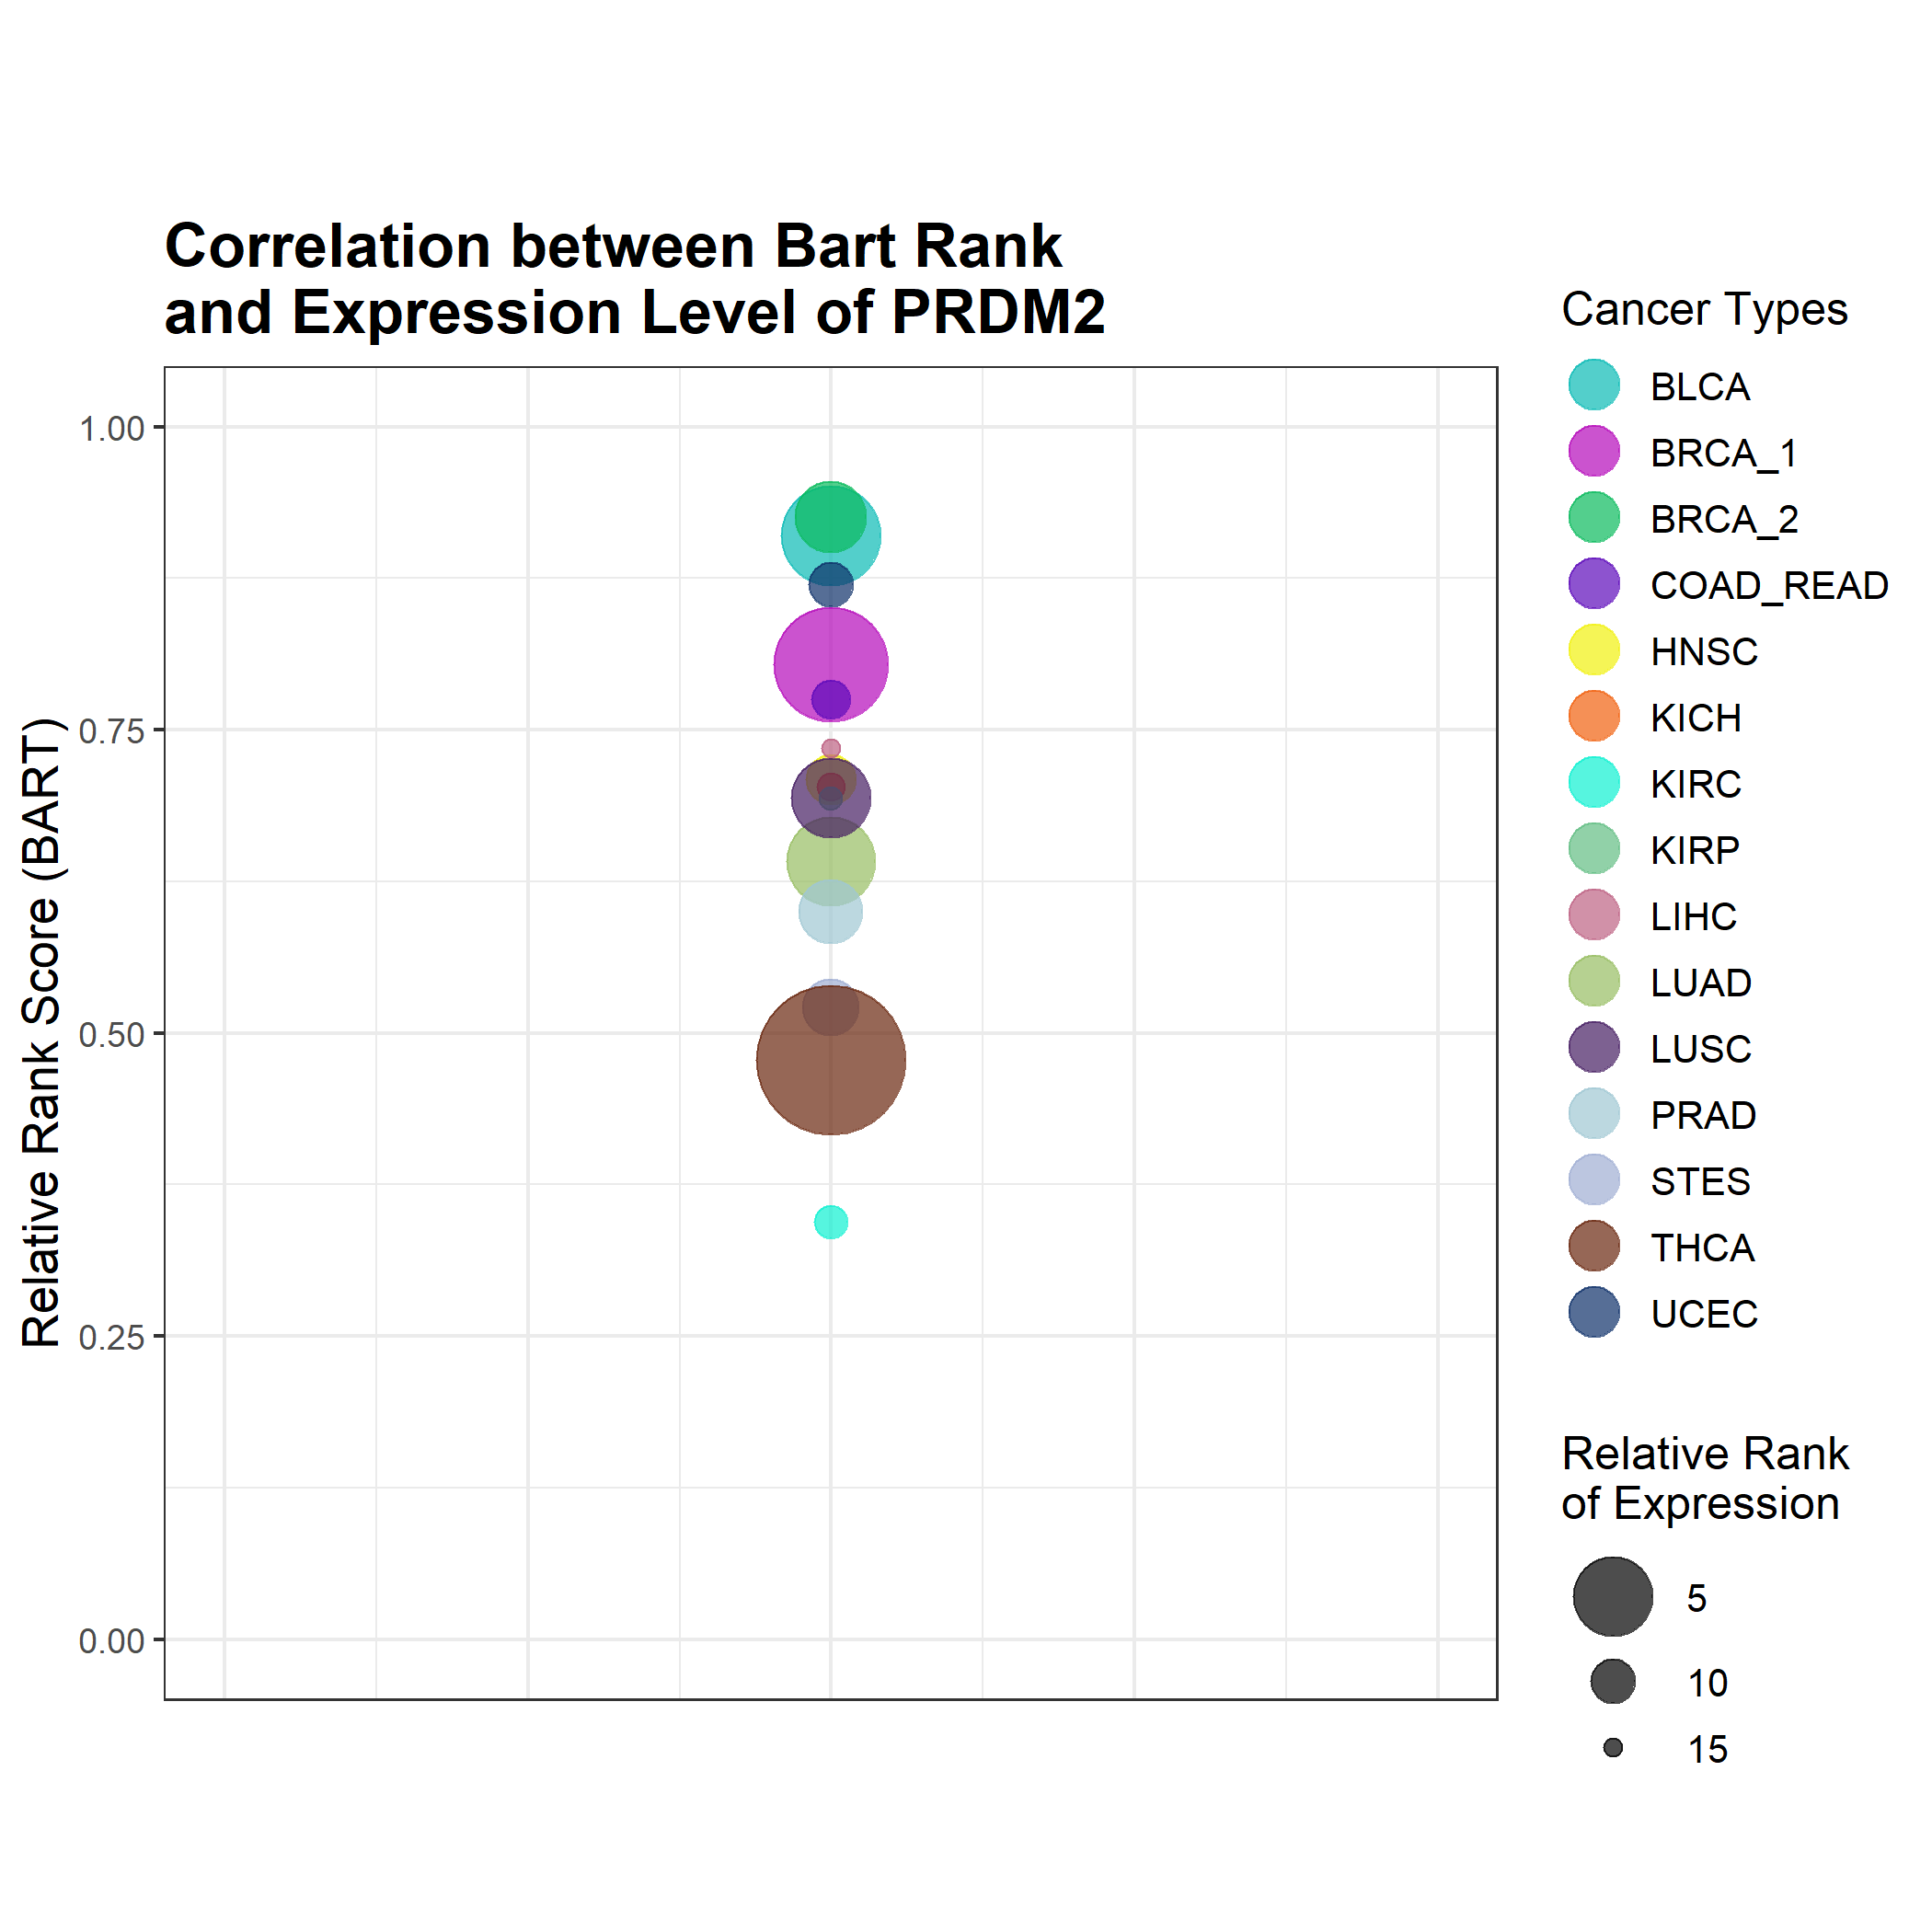 Correlation between Bart Rank
and Expression Level of PRDM2
Relative Rank Score (BART)
1.00
0.75
0.50
0.25
0.00
Cancer Types
BLCA
BRCA_1
BRCA_2
COAD_READ
HNSC
KICH
KIRC
KIRP
LIHC
LUAD
LUSC
PRAD
STES
THCA
UCEC
Relative Rank
of Expression
5
10
15